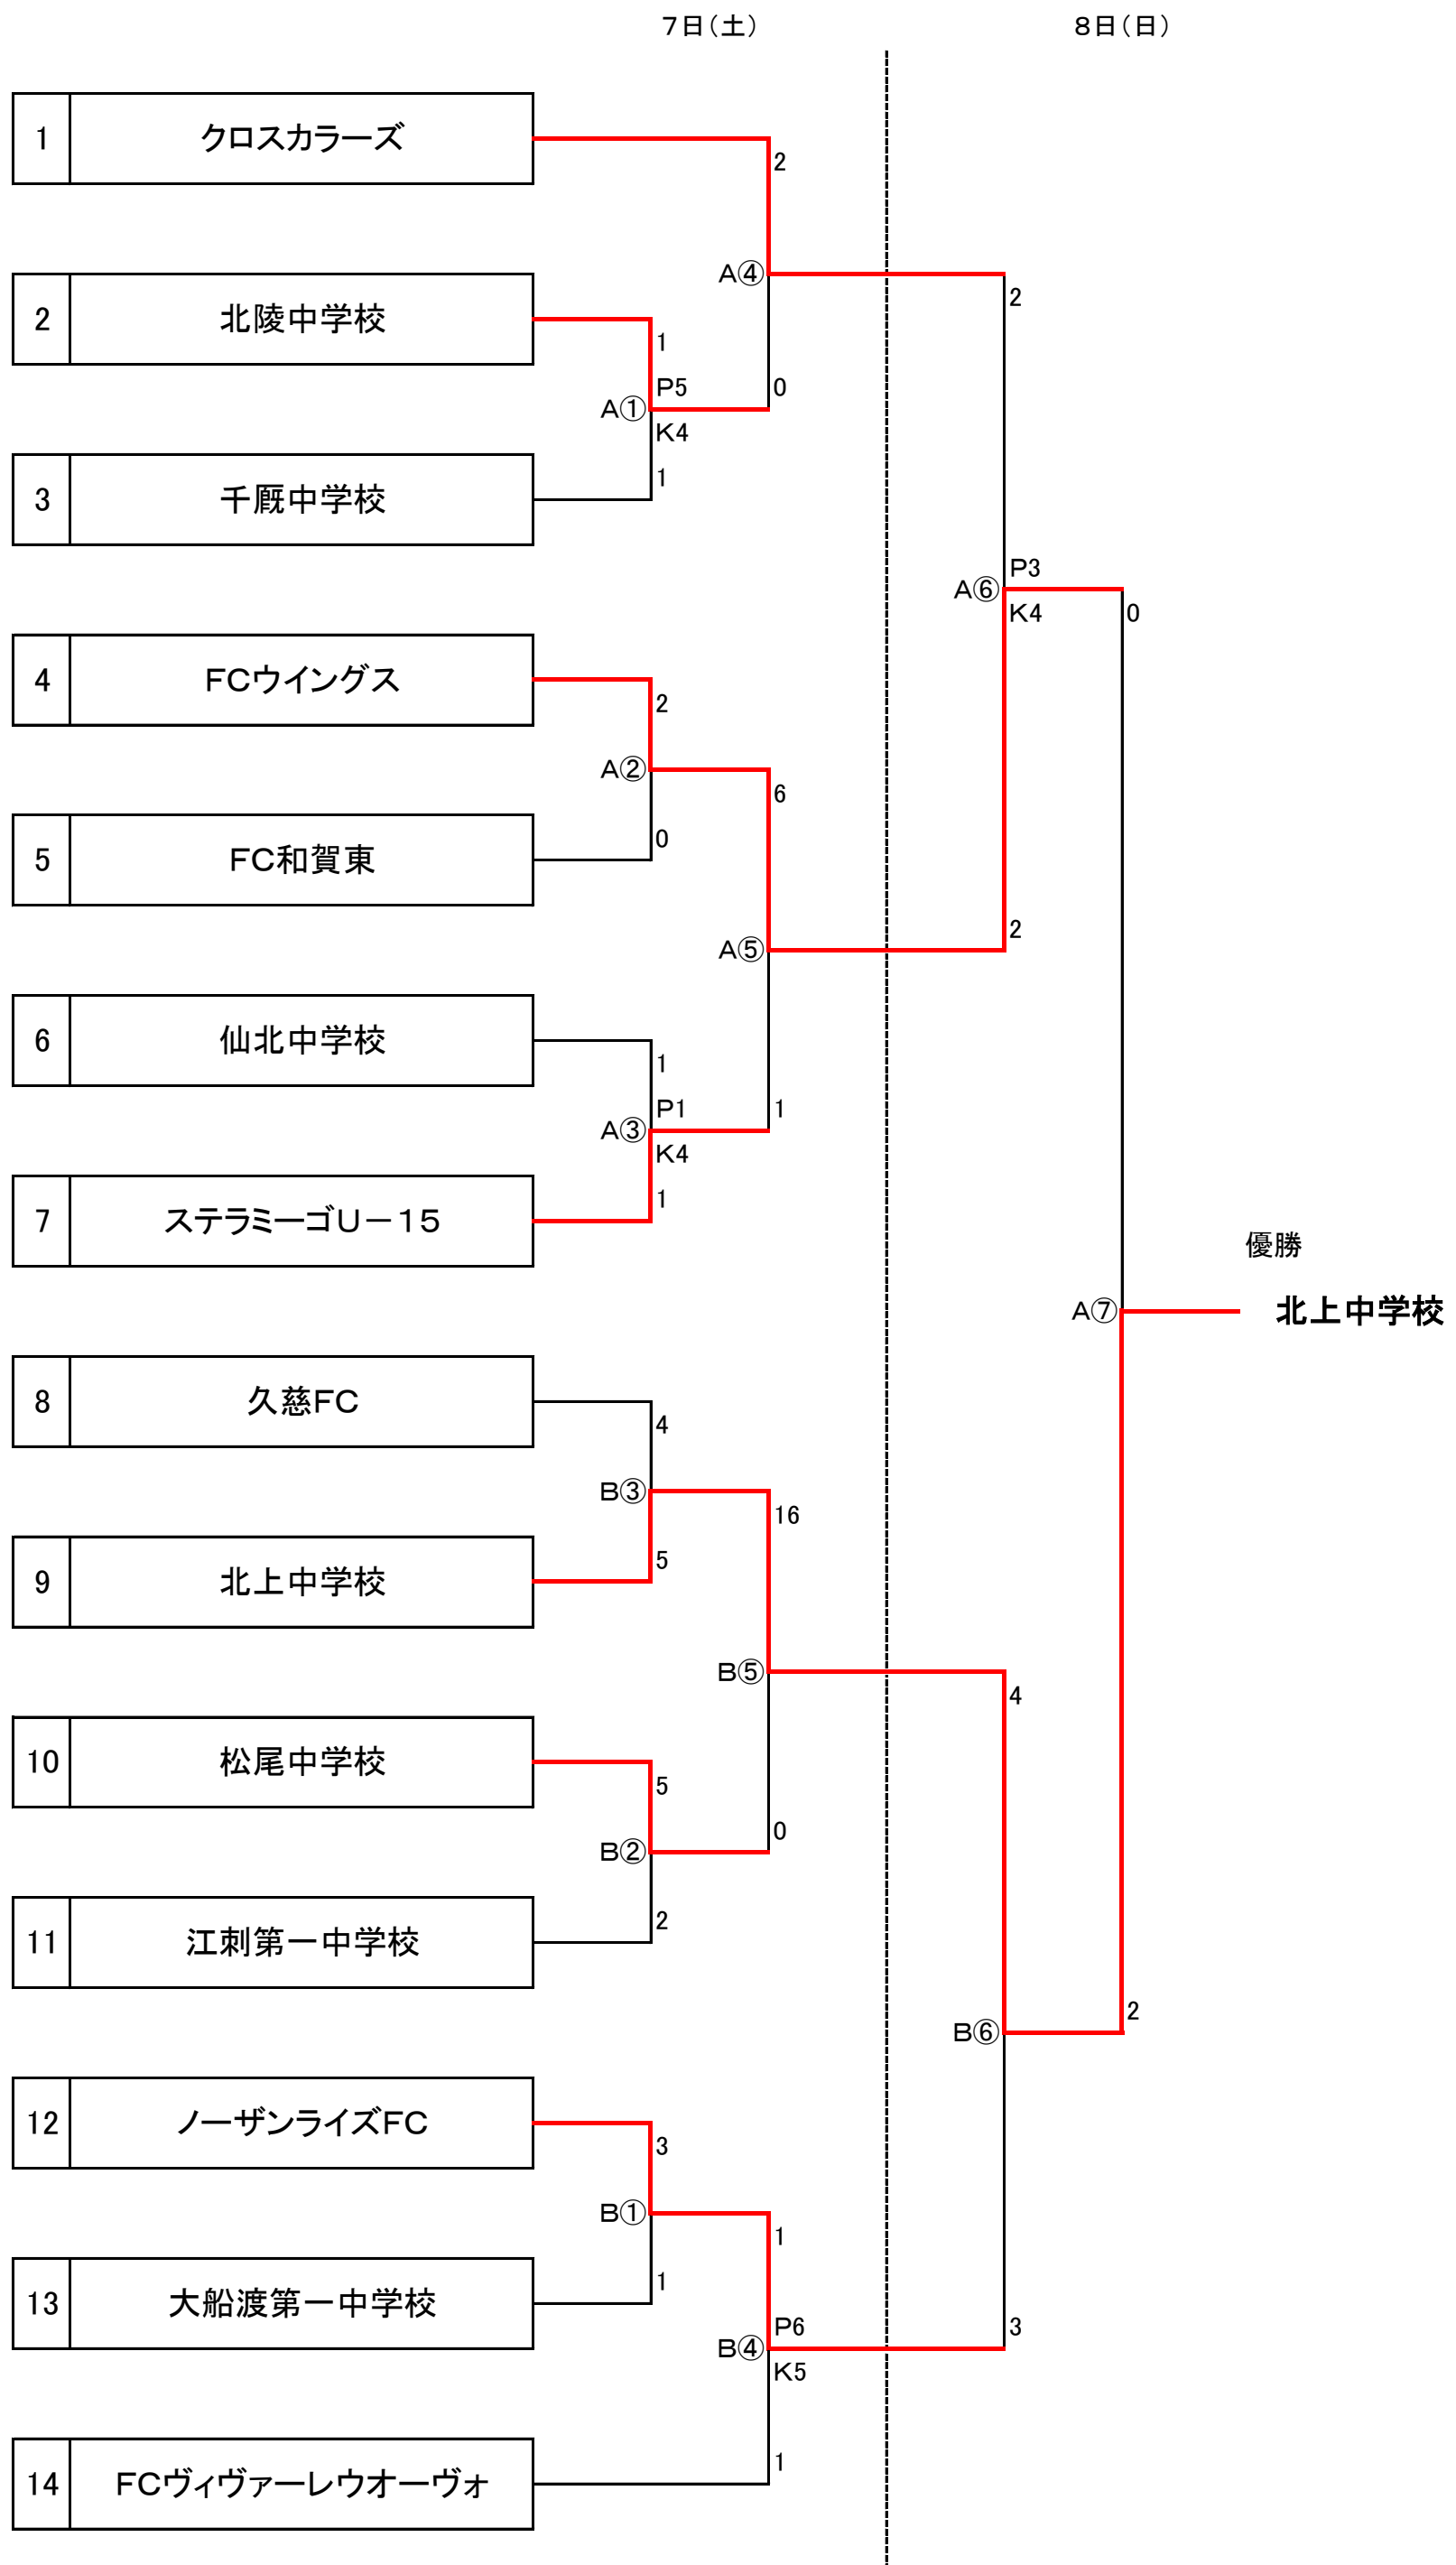 ７日（土）
８日（日）
1 クロスカラーズ
2
A④
2
2 北陵中学校
1
P5
0
A①
K4
1
3 千厩中学校
P3
A⑥
K4
0
4 FCウイングス
2
A②
6
0
5 FC和賀東
2
A⑤
6 仙北中学校
1
P1
1
A③
K4
1
7 ステラミーゴU－15
優勝
A⑦
北上中学校
8 久慈FC
4
B③
16
5
9 北上中学校
B⑤
4
10 松尾中学校
5
0
B②
2
11 江刺第一中学校
2
B⑥
12 ノーザンライズFC
3
B①
1
1
13 大船渡第一中学校
P6
3
B④
K5
1
14 FCヴィヴァーレウオーヴォ